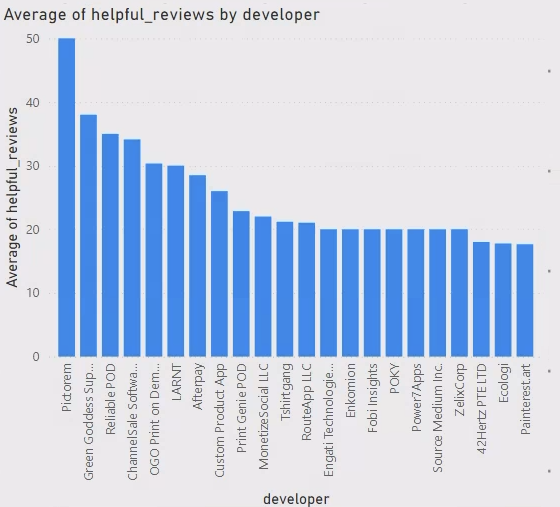 Average of helpful_reviews by developer
Average of helpful_reviews
50
40
30
20
10
0
Pictorem
Green Goddess Sup...
Reliable POD
ChannelSale Softwa...
OGO Print on Dem...
LARNT
Afterpay
Custom Product App
Print Genie POD
MonetizeSocial LLC
Tshirtgang
RouteApp LLC
Engati Technologie...
Enkomion
Fobi Insights
POKY
Power7Apps
Source Medium Inc.
ZelixCorp
42Hertz PTE LTD
Ecologi
Painterest.art
developer